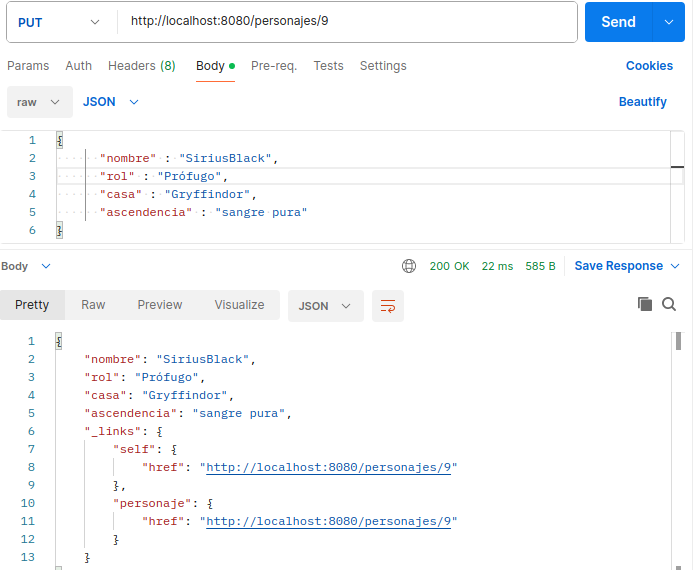 PUT http://localhost:8080/personajes/9 Send
Params Auth Headers (8) Body Pre-req. Tests Settings Cookies
raw JSON Beautify
1 {
2 "nombre" : "SiriusBlack",
3 "rol" : "Prófugo",
4 "casa" : "Gryffindor",
5 "ascendencia" : "sangre pura"
6 }
Body 200 OK 22 ms 585 B Save Response
Pretty Raw Preview Visualize JSON
1 {
2 "nombre": "SiriusBlack",
3 "rol": "Prófugo",
4 "casa": "Gryffindor",
5 "ascendencia": "sangre pura",
6 "_links": {
7 "self": {
8 "href": "http://localhost:8080/personajes/9"
9 },
10 "personaje": {
11 "href": "http://localhost:8080/personajes/9"
12 }
13 }